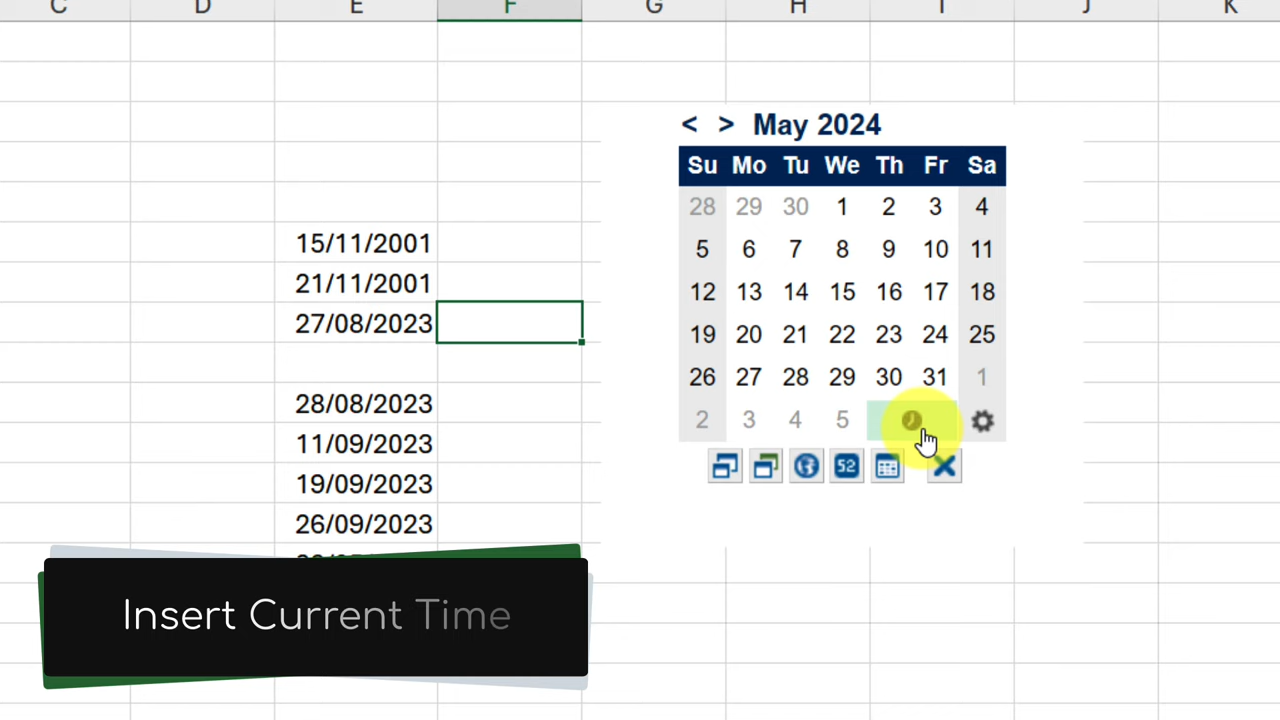 C D E F G H I J K
< > May 2024
Su Mo Tu We Th Fr Sa
28 29 30 1 2 3 4
5 6 7 8 9 10 11
12 13 14 15 16 17 18
19 20 21 22 23 24 25
26 27 28 29 30 31 1
2 3 4 5
52
15/11/2001
21/11/2001
27/08/2023
28/08/2023
11/09/2023
19/09/2023
26/09/2023
Insert Current Time